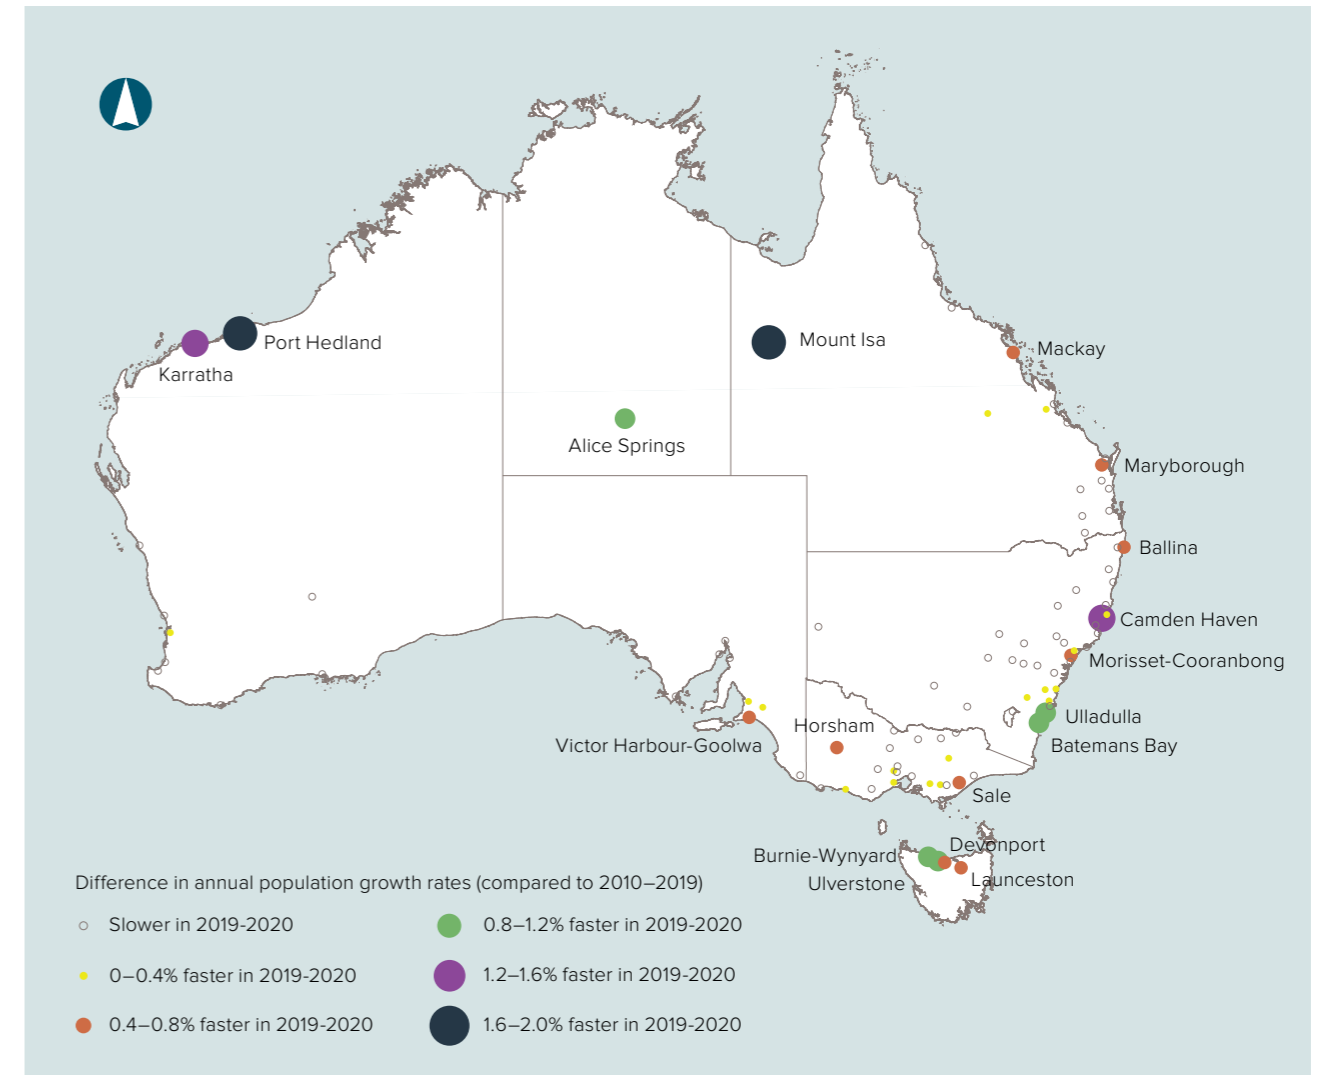 Port Hedland
Karratha
Mount Isa
Mackay
Alice Springs
Maryborough
Ballina
Camden Haven
Morisset-Cooranbong
Ulladulla
Batemans Bay
Horsham
Victor Harbour-Goolwa
Sale
Devonport
Burnie-Wynyard
Launceston
Ulverstone
Difference in annual population growth rates (compared to 2010–2019)
Slower in 2019-2020
0–0.4% faster in 2019-2020
0.4–0.8% faster in 2019-2020
0.8–1.2% faster in 2019-2020
1.2–1.6% faster in 2019-2020
1.6–2.0% faster in 2019-2020